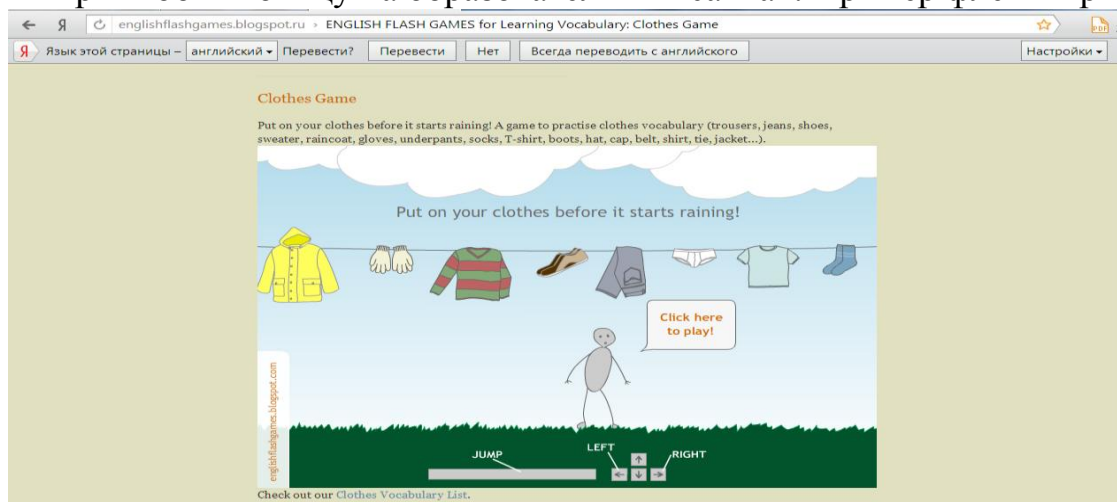 englishflashgames.blogspot.ru › ENGLISH FLASH GAMES for Learning Vocabulary: Clothes Game
Язык этой страницы – английский Перевести? Перевести Нет Всегда переводить с английского Настройки
Clothes Game
Put on your clothes before it starts raining! A game to practise clothes vocabulary (trousers, jeans, shoes,
sweater, raincoat, gloves, underpants, socks, T-shirt, boots, hat, cap, belt, shirt, tie, jacket...).
Put on your clothes before it starts raining!
Click here
to play!
englishflashgames.blogspot.com
JUMP
LEFT
RIGHT
Check out our Clothes Vocabulary List.